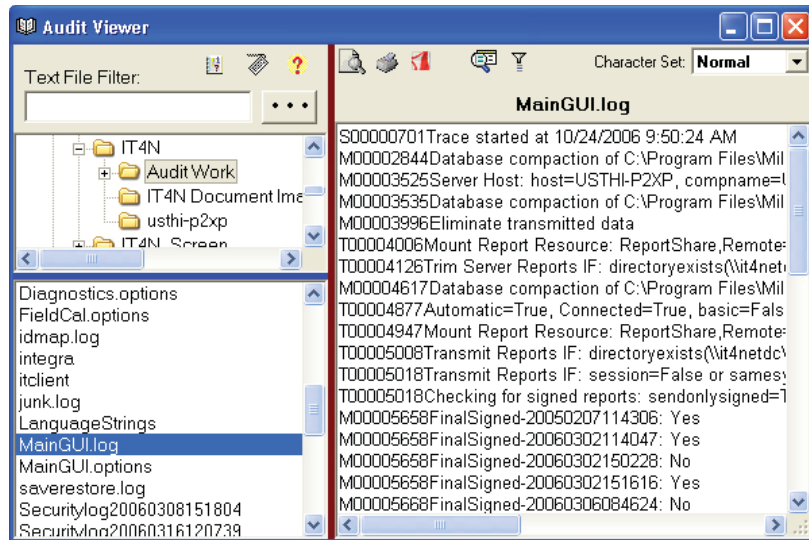 Audit Viewer
Text File Filter:
IT4N
Audit Work
IT4N Document Ima
usthi-p2xp
IT4N Screen
Diagnostics.options
FieldCal.options
idmap.log
integra
itclient
junk.log
LanguageStrings
MainGUI.log
MainGUI.options
saverestore.log
Securitylog20060308151804
Securitylog20060316120739
Character Set: Normal
MainGUI.log
S00000701Trace started at 10/24/2006 9:50:24 AM
M00002844Database compaction of C:\Program Files\Mil
M00003525Server Host: host=USTHI-P2XP, compname=
M00003535Database compaction of C:\Program Files\Mil
M00003996Eliminate transmitted data
T00004006Mount Report Resource: ReportShare,Remote
T00004126Trim Server Reports IF: directoryexists(\\it4net
M00004617Database compaction of C:\Program Files\Mil
T00004877Automatic=True, Connected=True, basic=Fals
T00004947Mount Report Resource: ReportShare,Remote
T00005008Transmit Reports IF: directoryexists(\\it4netdc\
T00005018Transmit Reports IF: session=False or sames
T00005018Checking for signed reports: sendonlysigned=T
M00005658FinalSigned-20050207114306: Yes
M00005658FinalSigned-20060302114047: Yes
M00005658FinalSigned-20060302150228: No
M00005658FinalSigned-20060302151616: Yes
M00005668FinalSigned-20060306084624: No